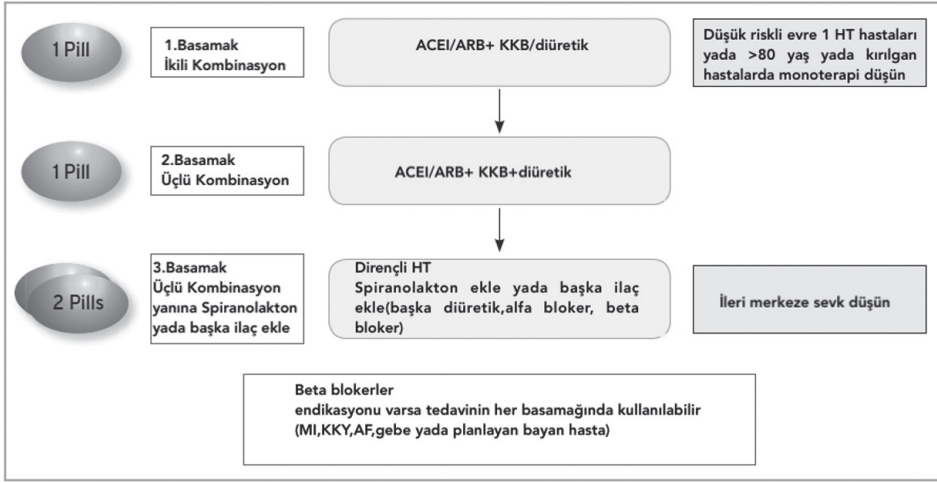 1 Pill
1.Basamak
İkili Kombinasyon
ACEI/ARB+ KKB/diüretik
Düşük riskli evre 1 HT hastaları
yada >80 yaş yada kırılgan
hastalarda monoterapi düşün
1 Pill
2.Basamak
Üçlü Kombinasyon
ACEI/ARB+ KKB+diüretik
2 Pills
3.Basamak
Üçlü Kombinasyon
yanına Spiranolakton
yada başka ilaç ekle
Dirençli HT
Spiranolakton ekle yada başka ilaç
ekle(başka diüretik,alfa bloker, beta
bloker)
İleri merkeze sevk düşün
Beta blokerler
endikasyonu varsa tedavinin her basamağında kullanılabilir
(MI,KKY,AF,gebe yada planlayan bayan hasta)